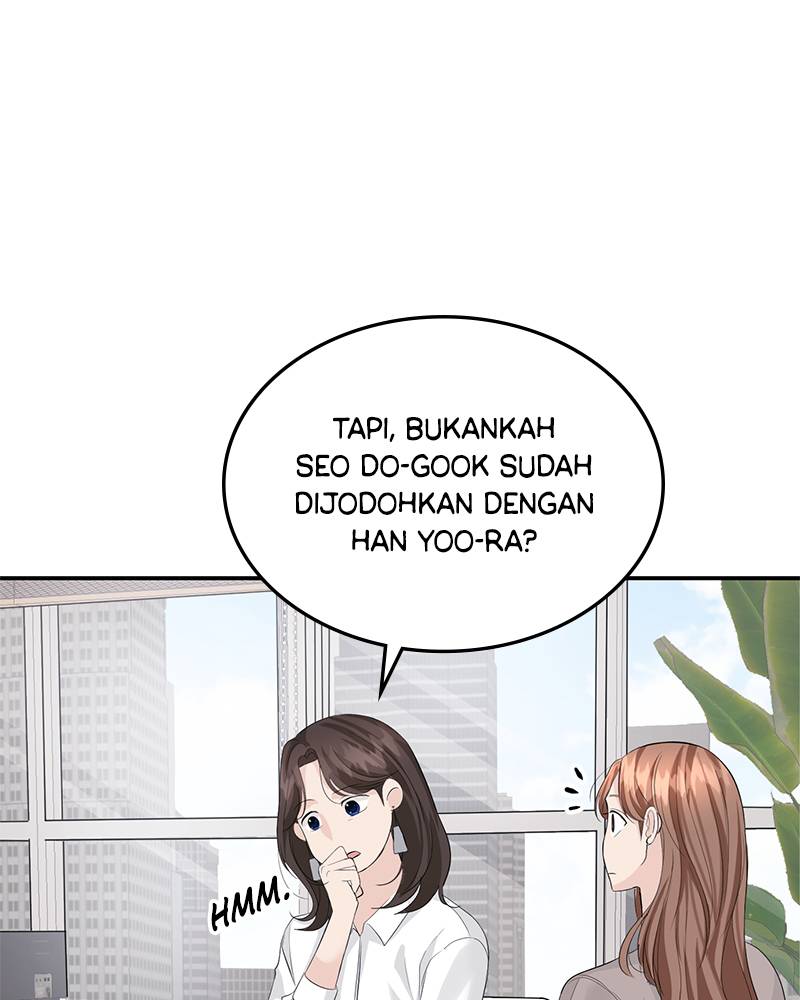 TAPI, BUKANKAH
SEO DO-GOOK SUDAH
DIJODOHKAN DENGAN
HAN YOO-RA?
HMM.